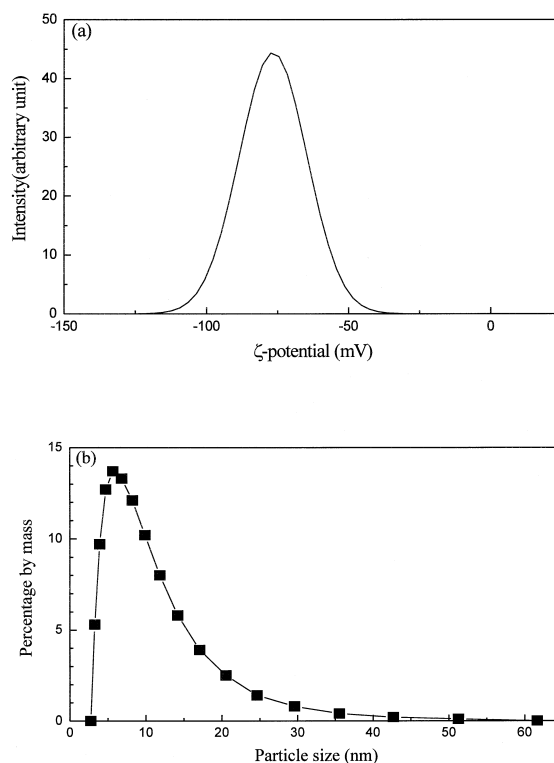 (a)
50
40
30
20
10
0
Intensity(arbitrary unit)
-150 -100 -50 0
ζ-potential (mV)
(b)
15
10
5
0
Percentage by mass
0 10 20 30 40 50 60
Particle size (nm)